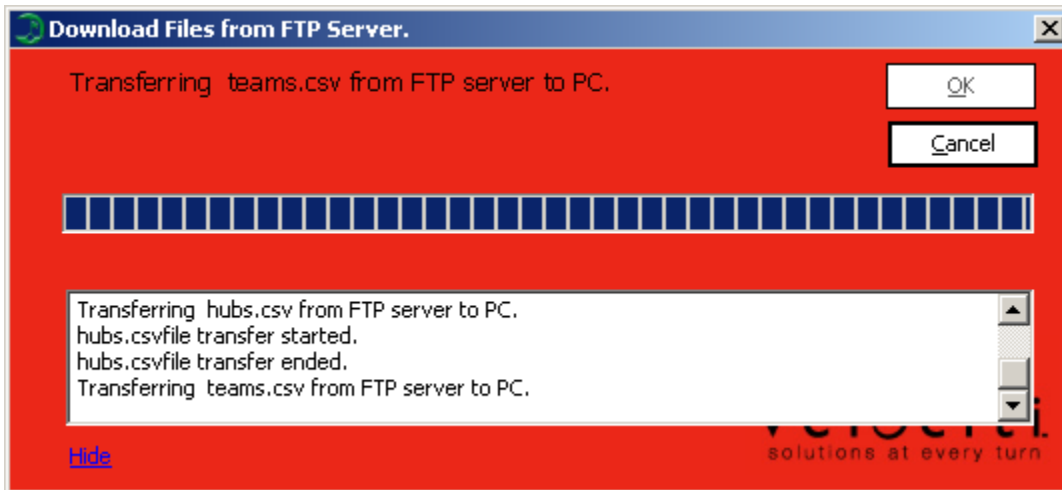 Download Files from FTP Server.
Transferring teams.csv from FTP server to PC.
OK
Cancel
Transferring hubs.csv from FTP server to PC.
hubs.csvfile transfer started.
hubs.csvfile transfer ended.
Transferring teams.csv from FTP server to PC.
Hide
solutions at every turn